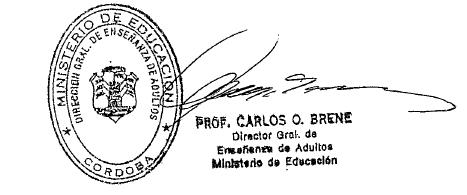 MINISTERIO DE EDUCACION
DIRECCION GRAL. DE ENSEÑANZA DE ADULTOS
CORDOBA
PROF. CARLOS O. BRENE
Director Gral. de
Enseñanza de Adultos
Ministerio de Educación